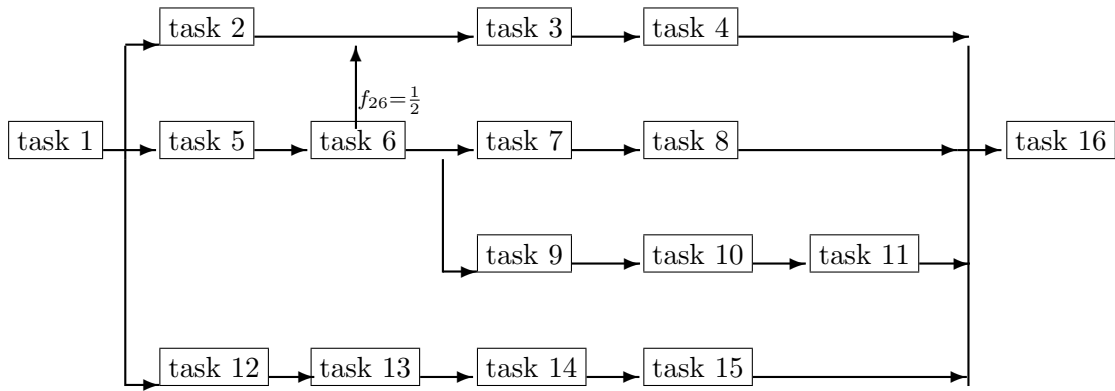 task 2 task 3 task 4
f₂₆=½
task 1 task 5 task 6 task 7 task 8 task 16
task 9 task 10 task 11
task 12 task 13 task 14 task 15